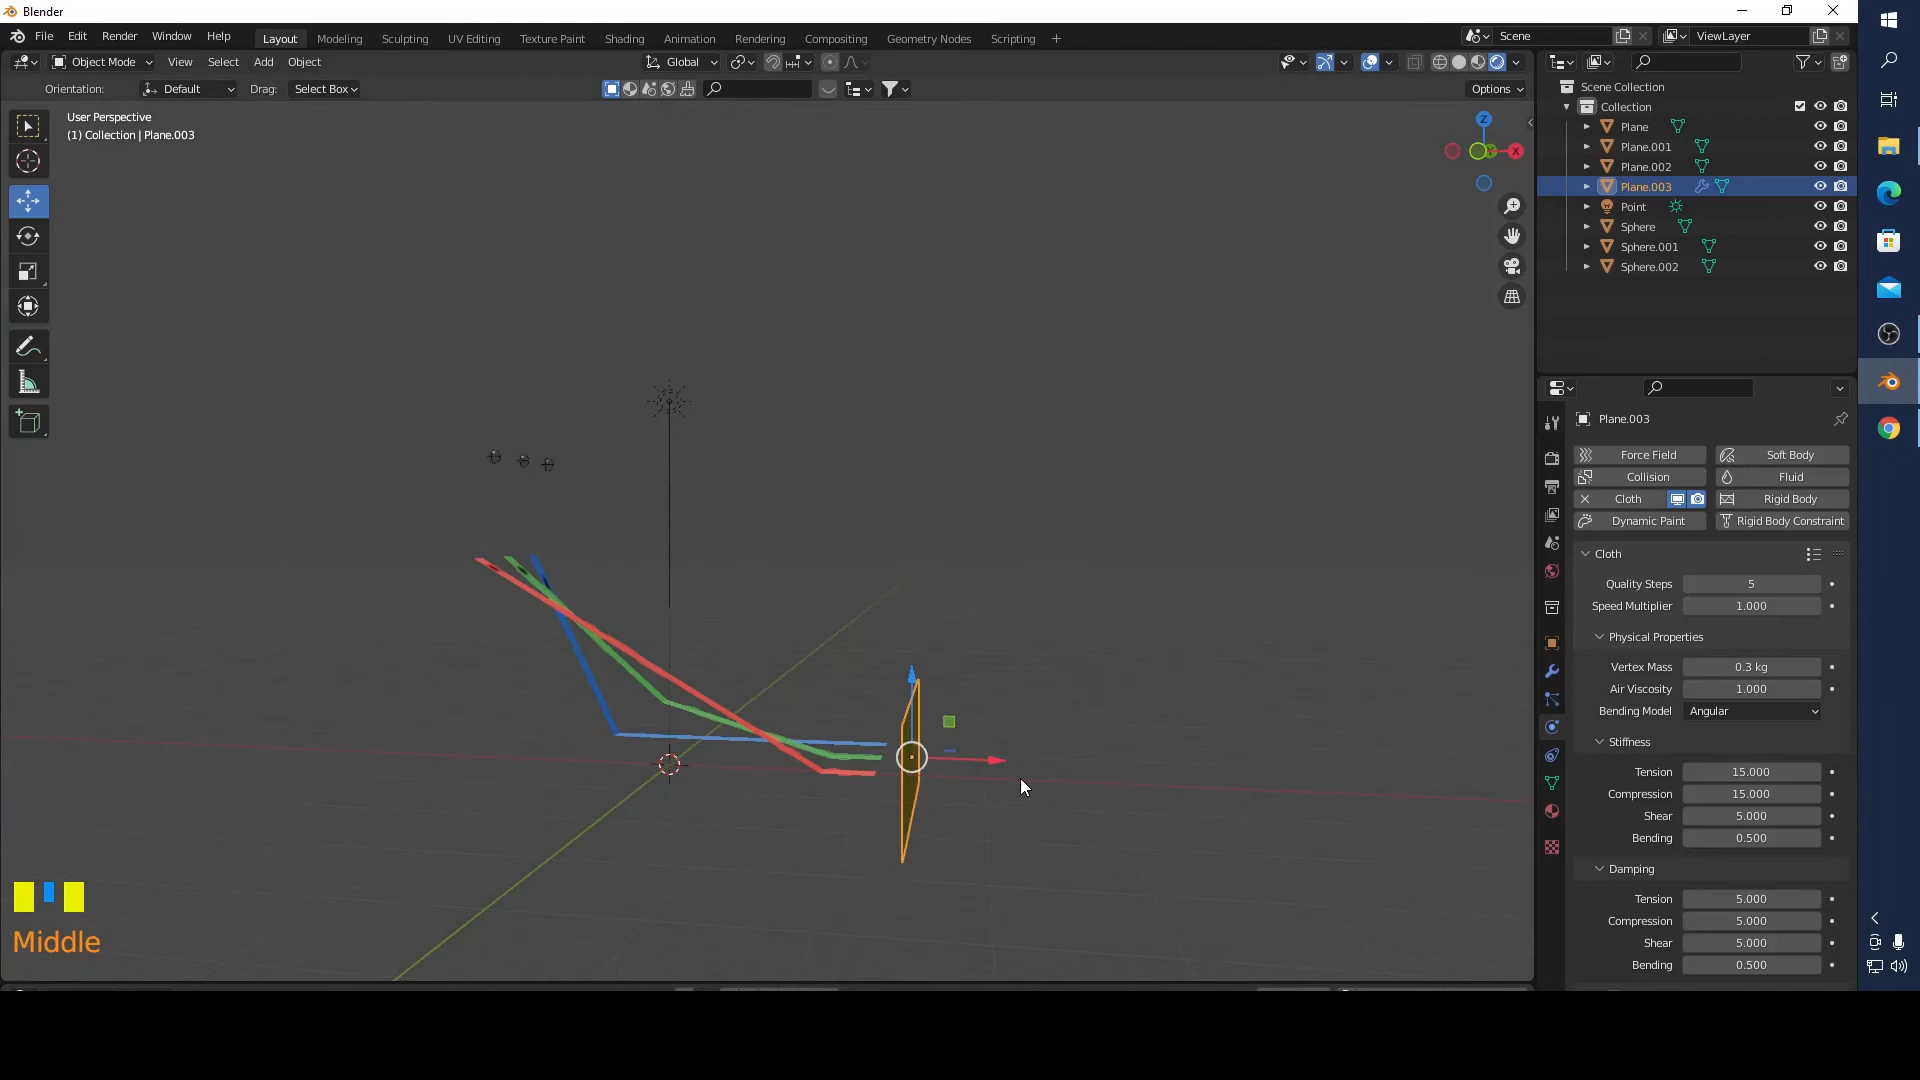 Blender
File Edit Render Window Help
Layout Modeling Sculpting UV Editing Texture Paint Shading Animation Rendering Compositing Geometry Nodes Scripting +
Scene
ViewLayer
Object Mode View Select Add Object
Global
Orientation: Default Drag: Select Box
Options
User Perspective
(1) Collection | Plane.003
Z
Y
X
Middle
Scene Collection
Collection
Plane
Plane.001
Plane.002
Plane.003
Point
Sphere
Sphere.001
Sphere.002
Plane.003
Force Field Soft Body
Collision Fluid
Cloth Rigid Body
Dynamic Paint Rigid Body Constraint
Cloth
Quality Steps 5
Speed Multiplier 1.000
Physical Properties
Vertex Mass 0.3 kg
Air Viscosity 1.000
Bending Model Angular
Stiffness
Tension 15.000
Compression 15.000
Shear 5.000
Bending 0.500
Damping
Tension 5.000
Compression 5.000
Shear 5.000
Bending 0.500